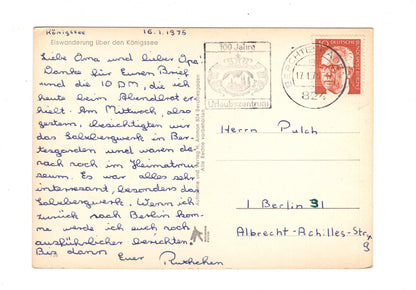 Königssee 16.1.1975
Eiswanderung über den Königssee
Liebe Oma und lieber Opa!
Danke für Euren Brief
und die 10 DM, die ich
heute beim Abendbrot er-
hielt. Am Mittwoch, also
gestern, besichtigten wir
das Salzbergwerk in Ber-
tesgarden und waren da-
nach noch im Heimatmu-
seum. Es war alles sehr
interessant, besonders das
Salzbergwerk. Wenn ich
zurück nach Berlin kom-
me werde ich euch noch
ausführlicher berichten.
Bis dann
Euer
100 Jahre
Urlaubszentrum
BERCHTESGADEN
824
DEUTSCHE BUNDESPOST
Herrn Pulch
1 Berlin 31
Albrecht-Achilles-Str.
9